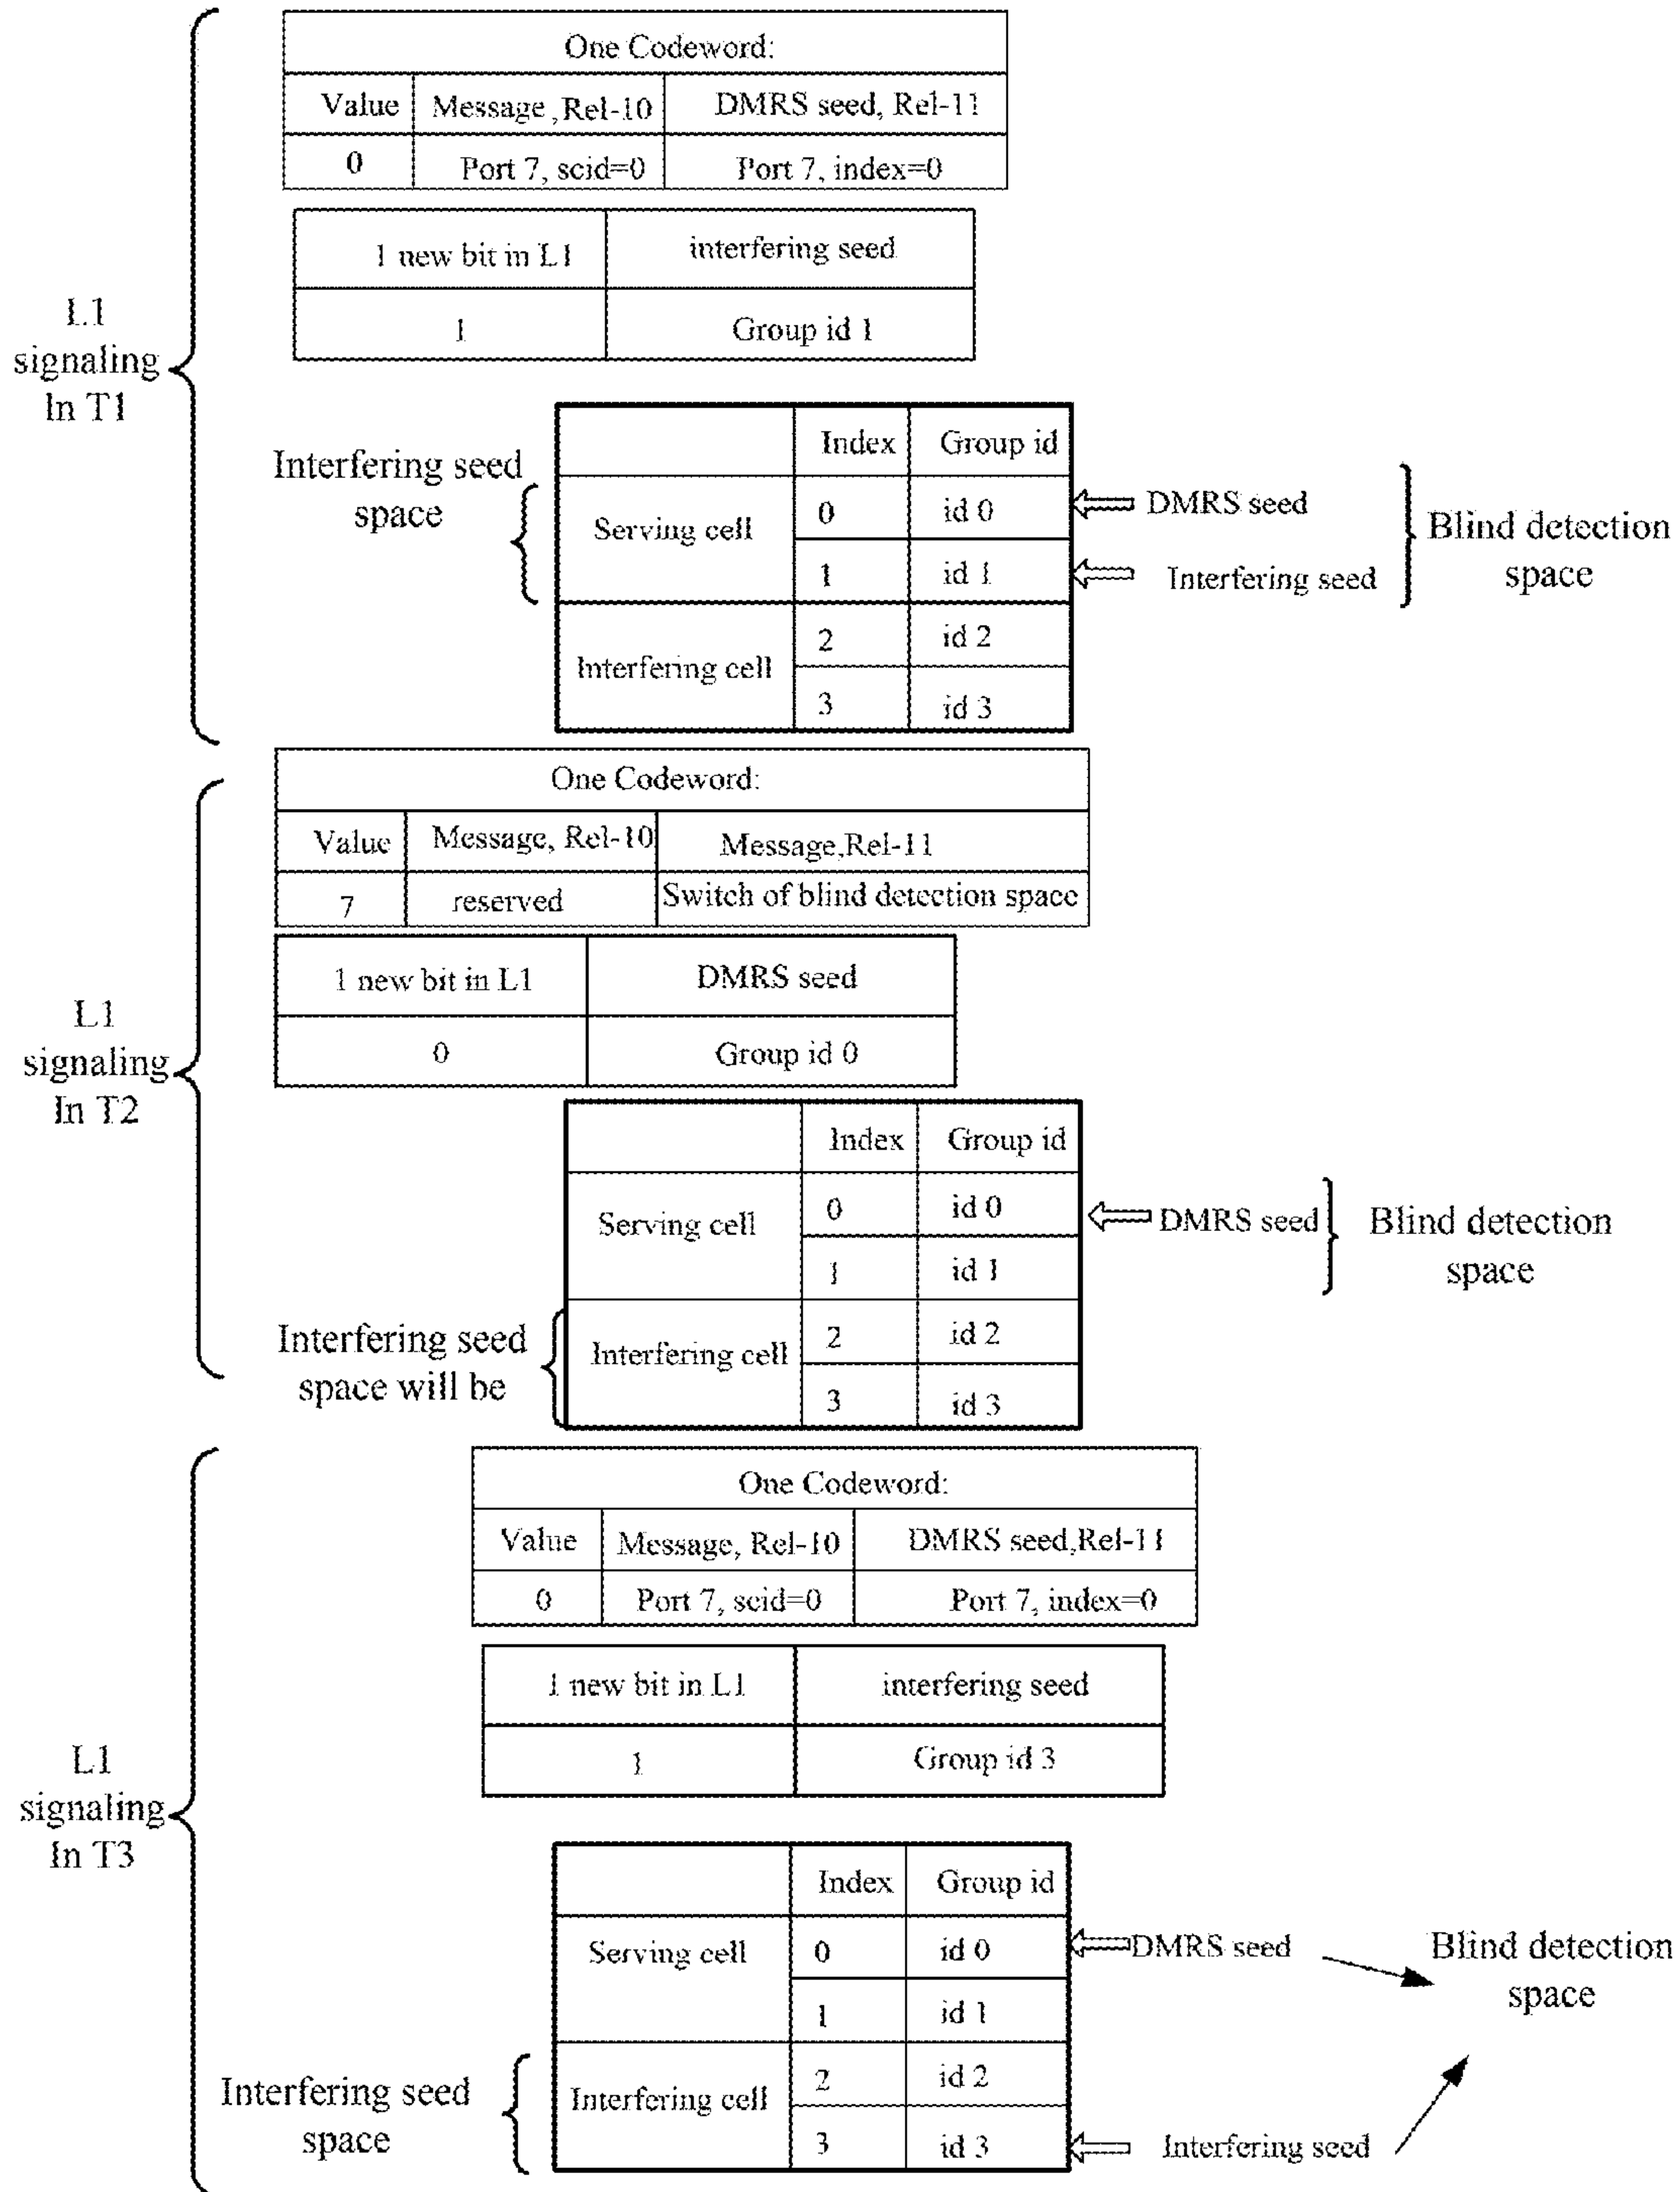 L1
signaling
In T1
One Codeword:
Value Message ,Rel-10 DMRS seed, Rel-11
0 Port 7, scid=0 Port 7, index=0
1 new bit in L1 interfering seed
1 Group id 1
Interfering seed
space
Index Group id
Serving cell 0 id 0
1 id 1
Interfering cell 2 id 2
3 id 3
DMRS seed
Interfering seed
Blind detection
space
L1
signaling
In T2
One Codeword:
Value Message, Rel-10 Message,Rel-11
7 reserved Switch of blind detection space
1 new bit in L1 DMRS seed
0 Group id 0
Index Group id
Serving cell 0 id 0
1 id 1
Interfering cell 2 id 2
3 id 3
DMRS seed
Blind detection
space
Interfering seed
space will be
L1
signaling
In T3
One Codeword:
Value Message, Rel-10 DMRS seed,Rel-11
0 Port 7, scid=0 Port 7, index=0
1 new bit in L1 interfering seed
1 Group id 3
Index Group id
Serving cell 0 id 0
1 id 1
Interfering cell 2 id 2
3 id 3
DMRS seed
Blind detection
space
Interfering seed
space
Interfering seed